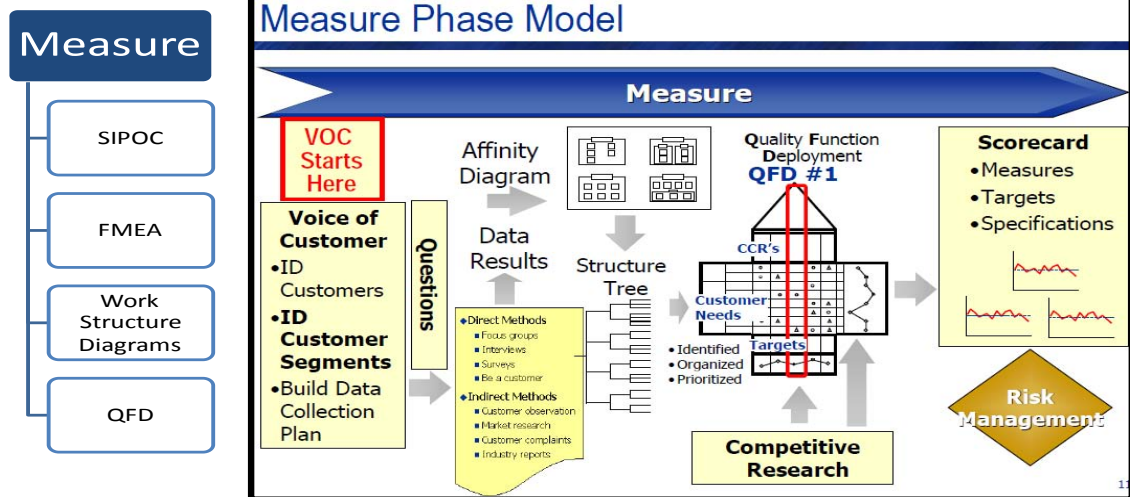 Measure
SIPOC
FMEA
Work
Structure
Diagrams
QFD
Measure Phase Model
Measure
VOC
Starts
Here
Voice of
Customer
•ID
Customers
•ID
Customer
Segments
•Build Data
Collection
Plan
Questions
Affinity
Diagram
Data
Results
◆Direct Methods
■ Focus groups
■ Interviews
■ Surveys
■ Be a customer
◆Indirect Methods
■ Customer observation
■ Market research
■ Customer complaints
■ Industry reports
Structure
Tree
Quality Function
Deployment
QFD #1
CCR's
Customer
Needs
Targets
• Identified
• Organized
• Prioritized
Competitive
Research
Scorecard
•Measures
•Targets
•Specifications
Risk
Management
11